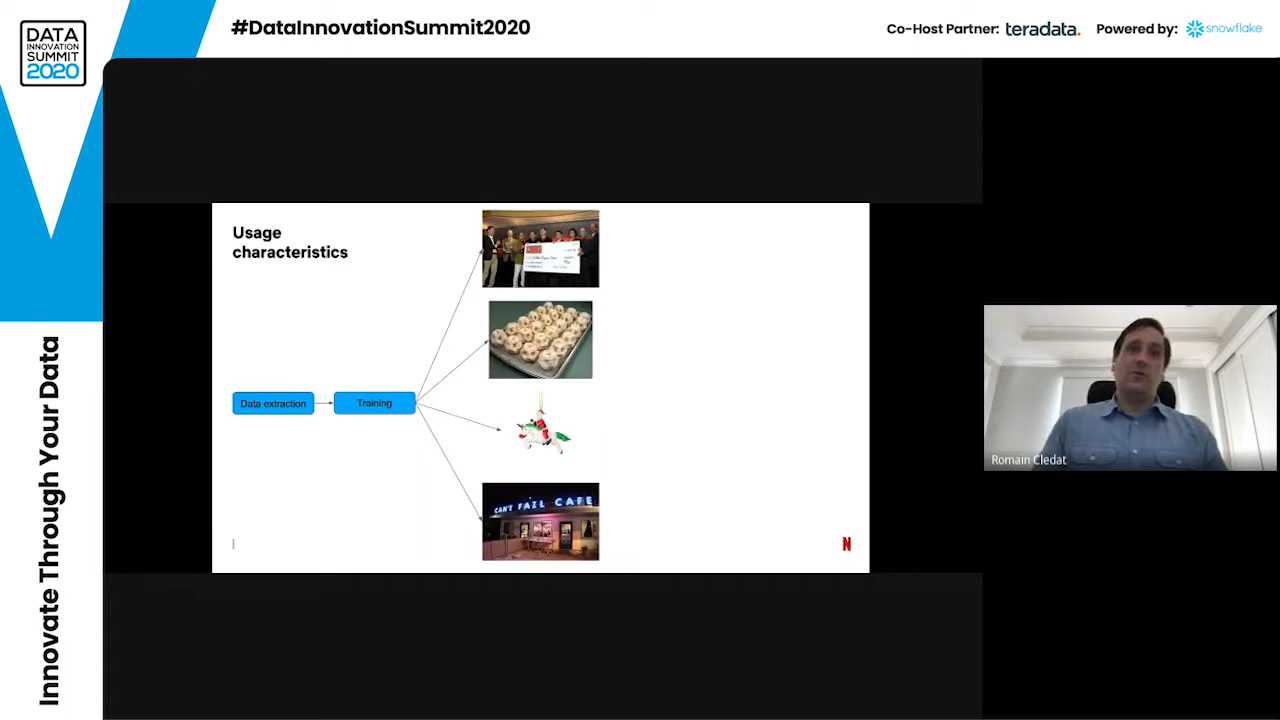 #DataInnovationSummit2020
Co-Host Partner: teradata.
Powered by: snowflake
DATA
INNOVATION
SUMMIT
2020
Innovate Through Your Data
Usage
characteristics
Data extraction
Training
CAN'T FAIL CAFE
N
Romain Cledat